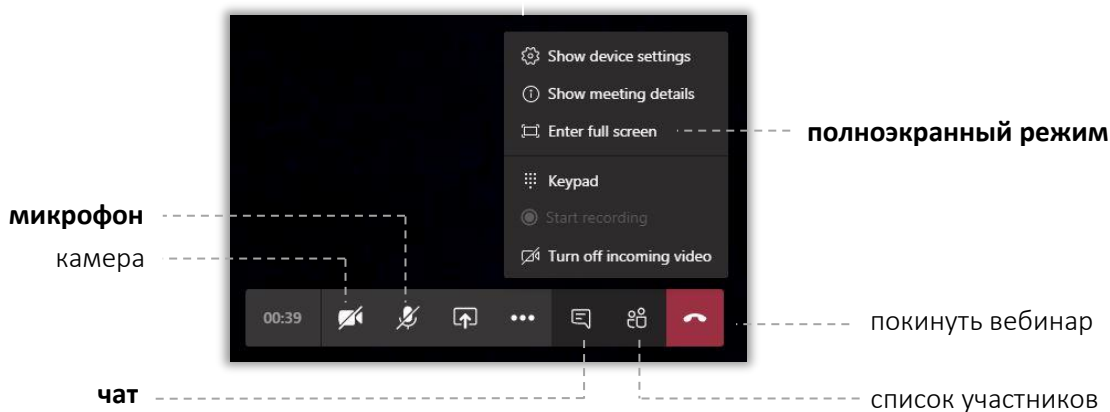 Show device settings
Show meeting details
Enter full screen
полноэкранный режим
Keypad
микрофон
Start recording
камера
Turn off incoming video
00:39
покинуть вебинар
чат
список участников